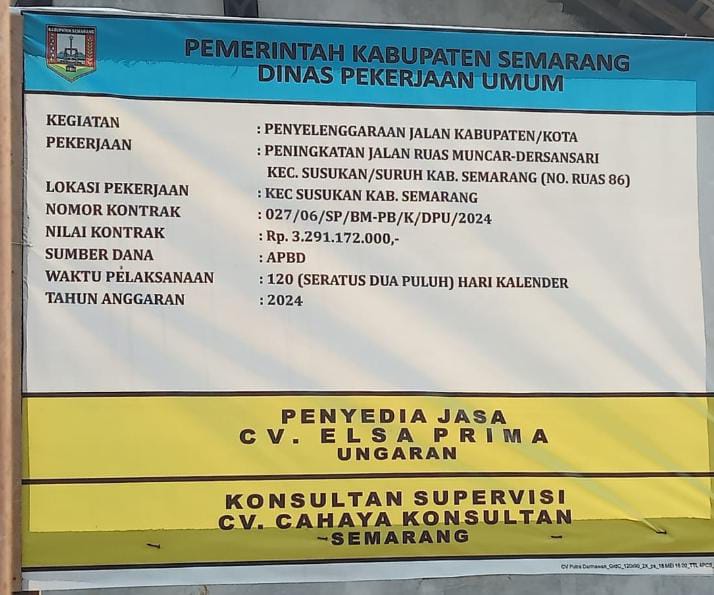 KABUPATEN SEMARANG
PEMERINTAH KABUPATEN SEMARANG
DINAS PEKERJAAN UMUM
KEGIATAN : PENYELENGGARAAN JALAN KABUPATEN/KOTA
PEKERJAAN : PENINGKATAN JALAN RUAS MUNCAR-DERSANSARI
KEC. SUSUKAN/SURUH KAB. SEMARANG (NO. RUAS 86)
LOKASI PEKERJAAN : KEC SUSUKAN KAB. SEMARANG
NOMOR KONTRAK : 027/06/SP/BM-PB/K/DPU/2024
NILAI KONTRAK : Rp. 3.291.172.000,-
SUMBER DANA : APBD
WAKTU PELAKSANAAN : 120 (SERATUS DUA PULUH) HARI KALENDER
TAHUN ANGGARAN : 2024
PENYEDIA JASA
CV. ELSA PRIMA
UNGARAN
KONSULTAN SUPERVISI
CV. CAHAYA KONSULTAN
SEMARANG
CV Putra Darmawan